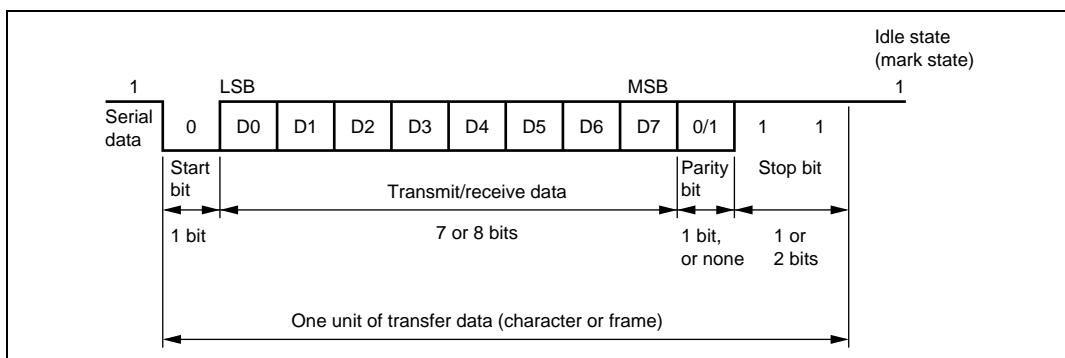 Idle state
(mark state)
1 LSB MSB 1
Serial
data
0 D0 D1 D2 D3 D4 D5 D6 D7 0/1 1 1
Start
bit
Transmit/receive data
Parity
bit
Stop bit
1 bit
7 or 8 bits
1 bit,
or none
1 or
2 bits
One unit of transfer data (character or frame)